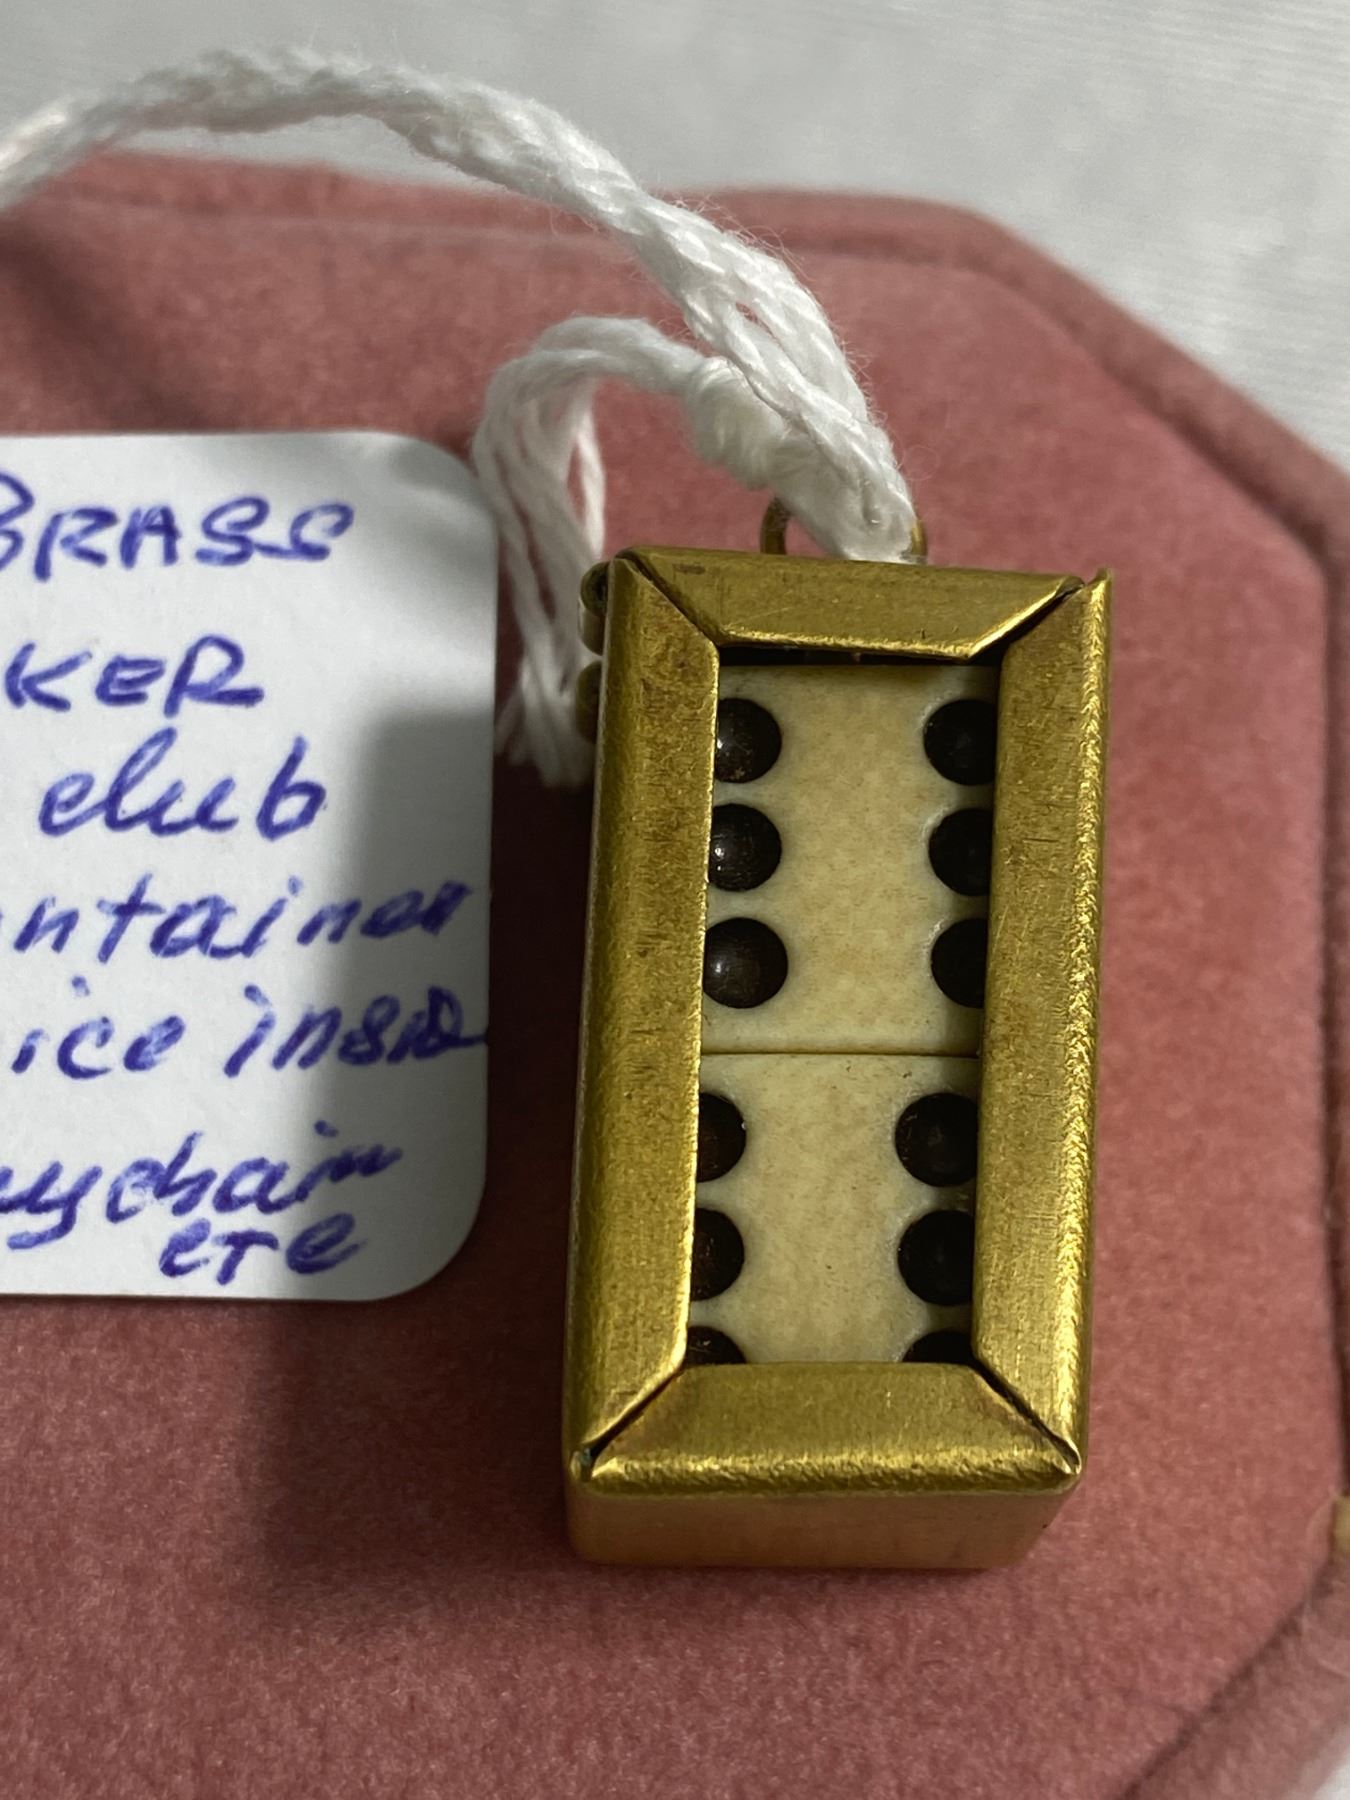 BRASS
KER
club
ntainer
ice insid
ychain
etc